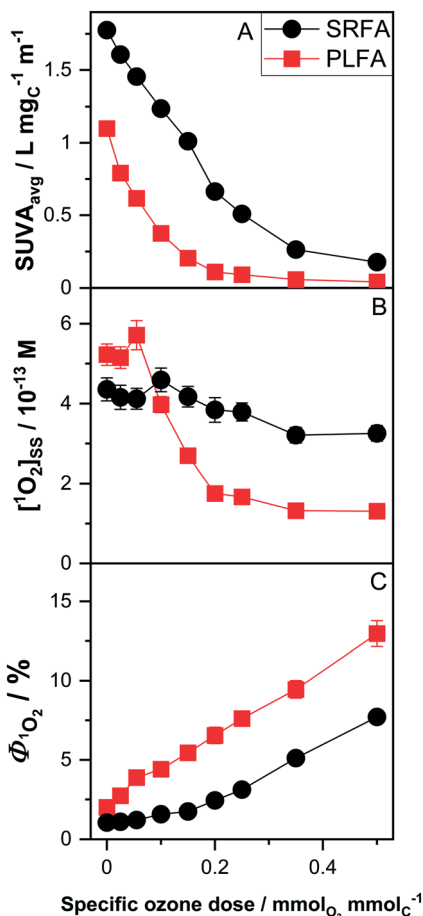 A
SRFA
PLFA
SUVAavg / L mgC⁻¹ m⁻¹
1.5
1
0.5
0
B
[¹O₂]SS / 10⁻¹³ M
6
4
2
0
C
Φ¹O₂ / %
15
10
5
0
0 0.2 0.4
Specific ozone dose / mmolO₃ mmolC⁻¹